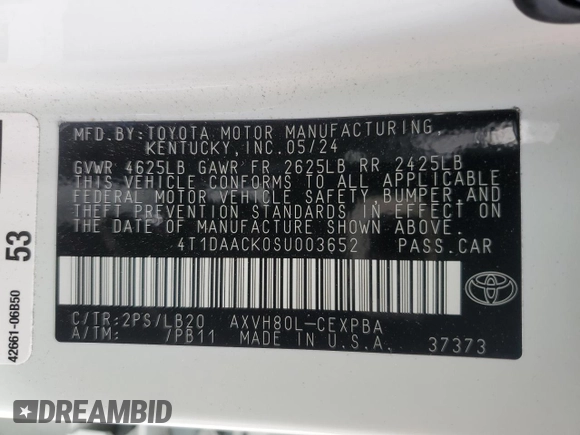 MFD.BY:TOYOTA MOTOR MANUFACTURING,
KENTUCKY,INC.05/24
GVWR 4625LB GAWR FR 2625LB RR 2425LB
THIS VEHICLE CONFORMS TO ALL APPLICABLE
FEDERAL MOTOR VEHICLE SAFETY,BUMPER,AND
THEFT PREVENTION STANDARDS IN EFFECT ON
THE DATE OF MANUFACTURE SHOWN ABOVE.
4T1DAACK0SU003652 PASS.CAR
C/TR:2PS/LB20 AXVH80L-CEXPBA
A/TM: /PB11 MADE IN U.S.A. 37373
53
42661-06B50
DREAMBID